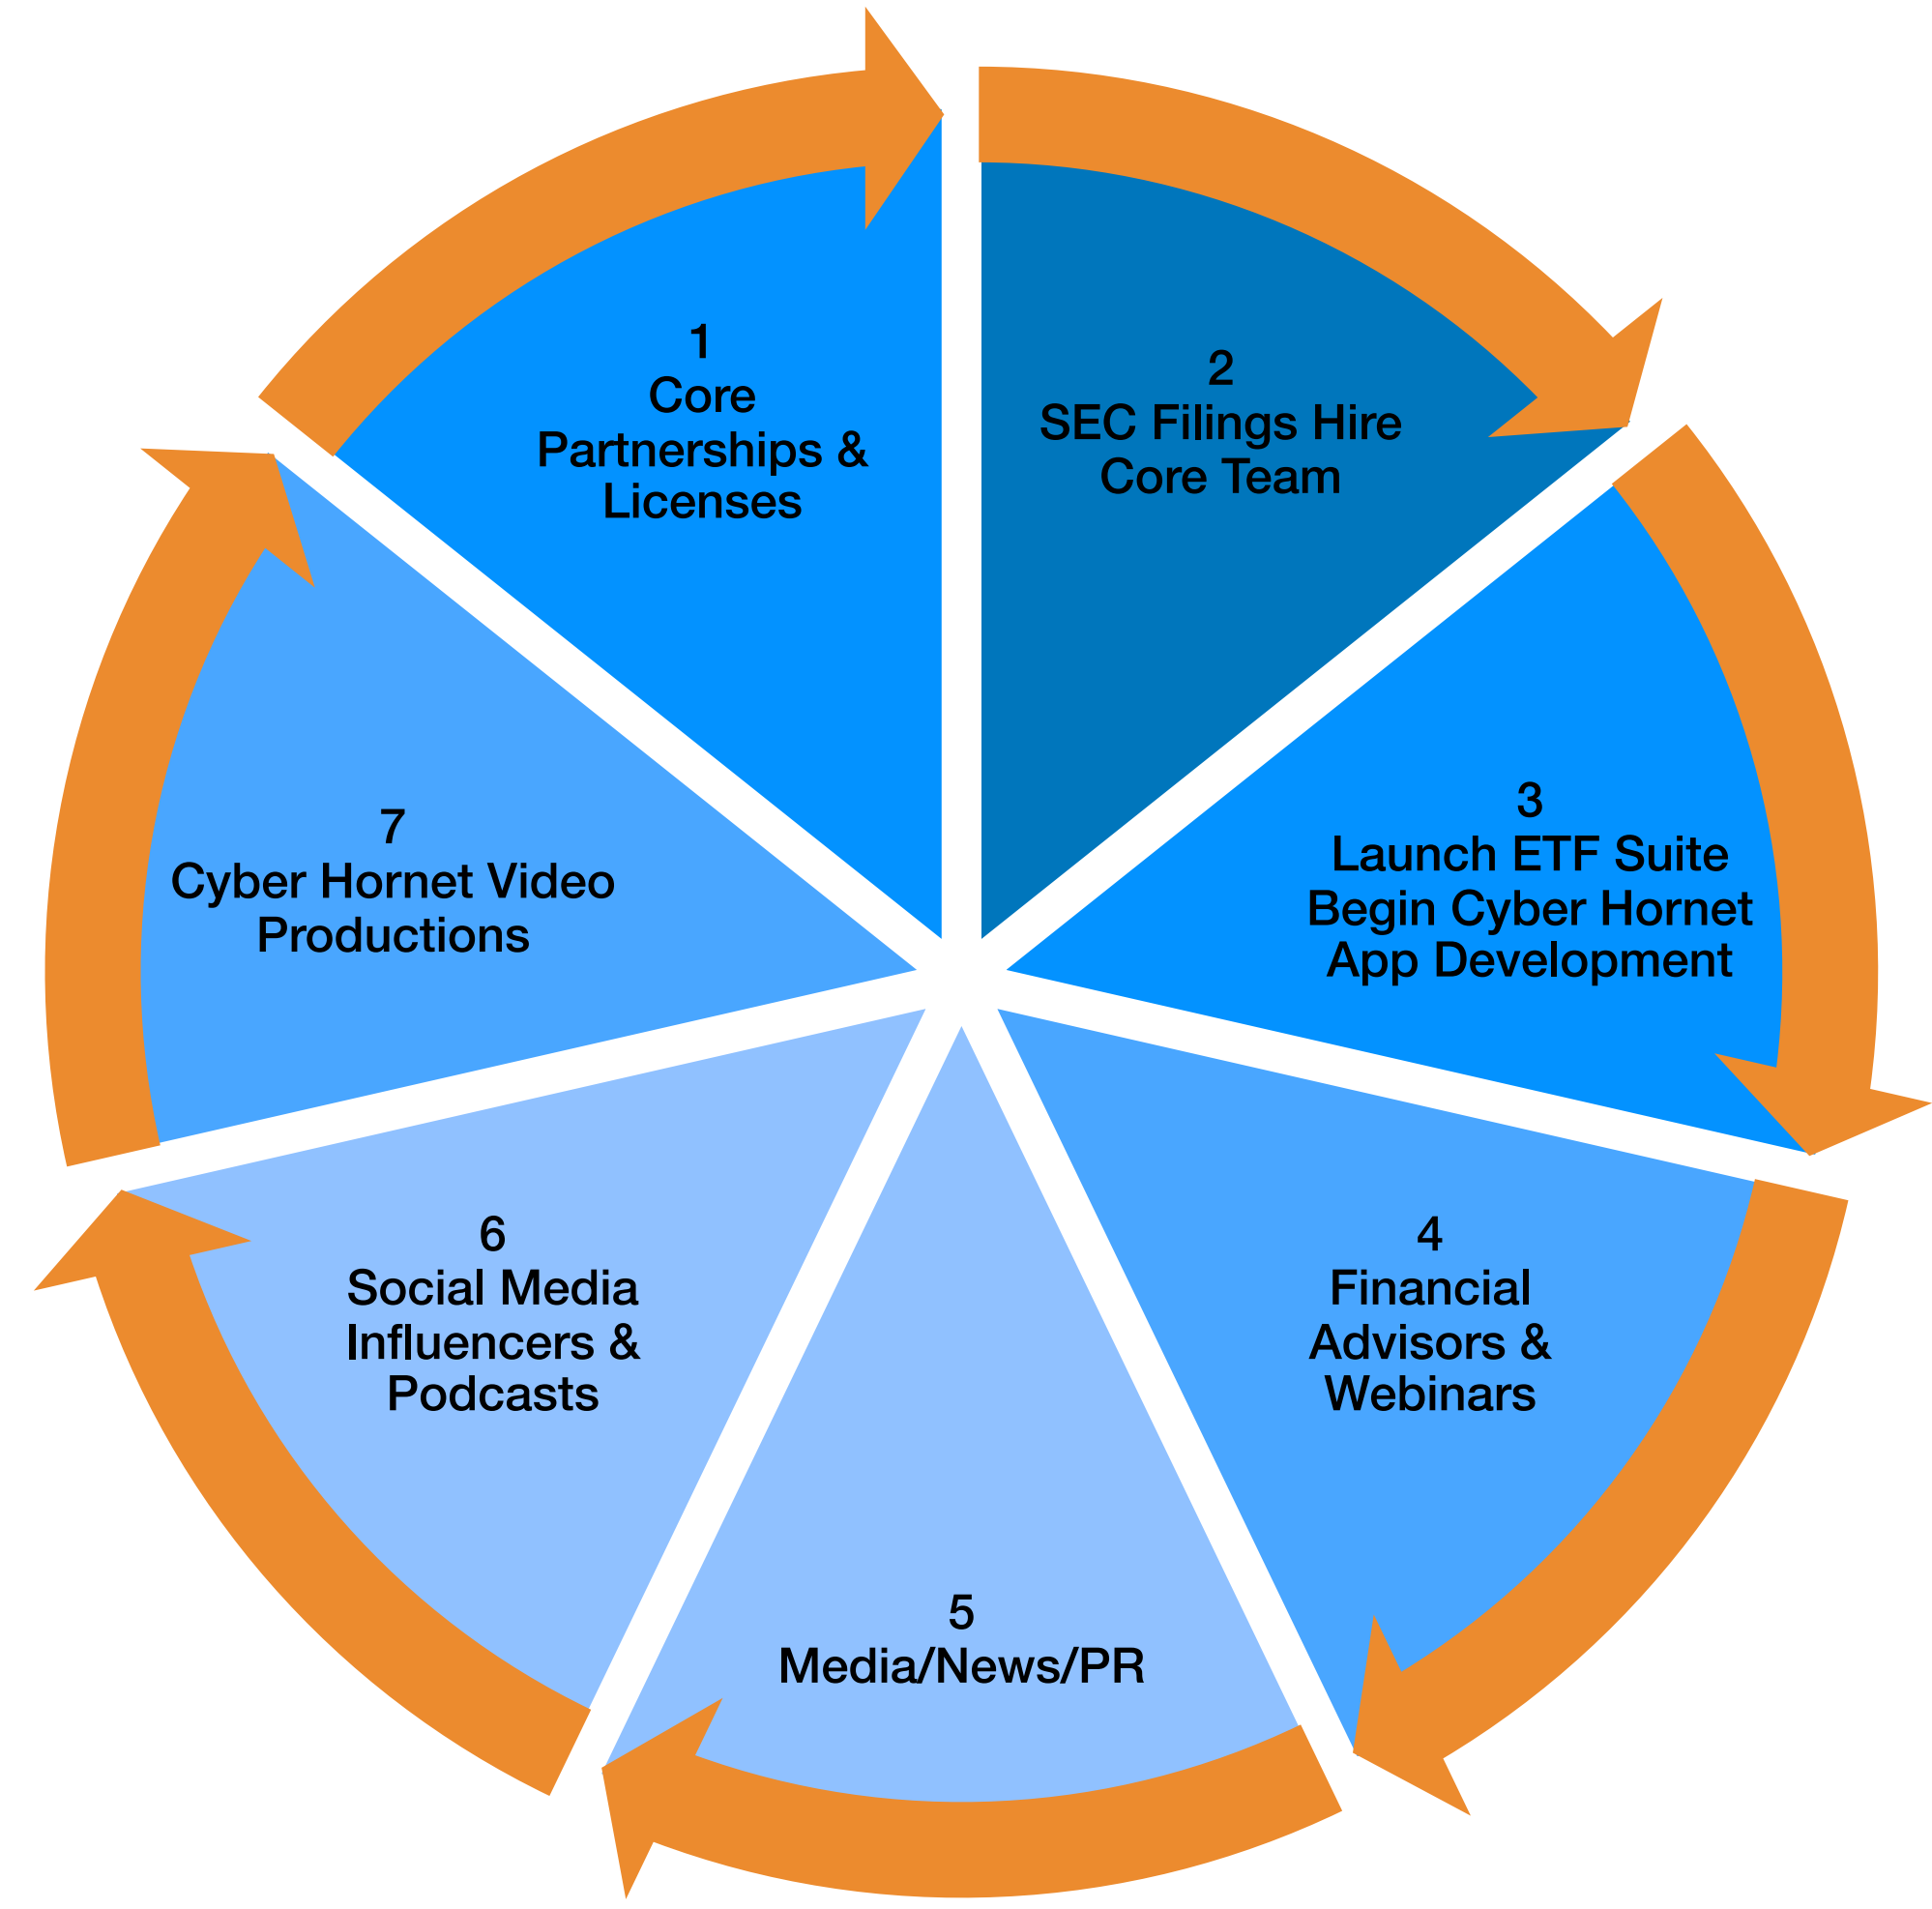 1
Core
Partnerships &
Licenses
2
SEC Filings Hire
Core Team
3
Launch ETF Suite
Begin Cyber Hornet
App Development
4
Financial
Advisors &
Webinars
5
Media/News/PR
6
Social Media
Influencers &
Podcasts
7
Cyber Hornet Video
Productions